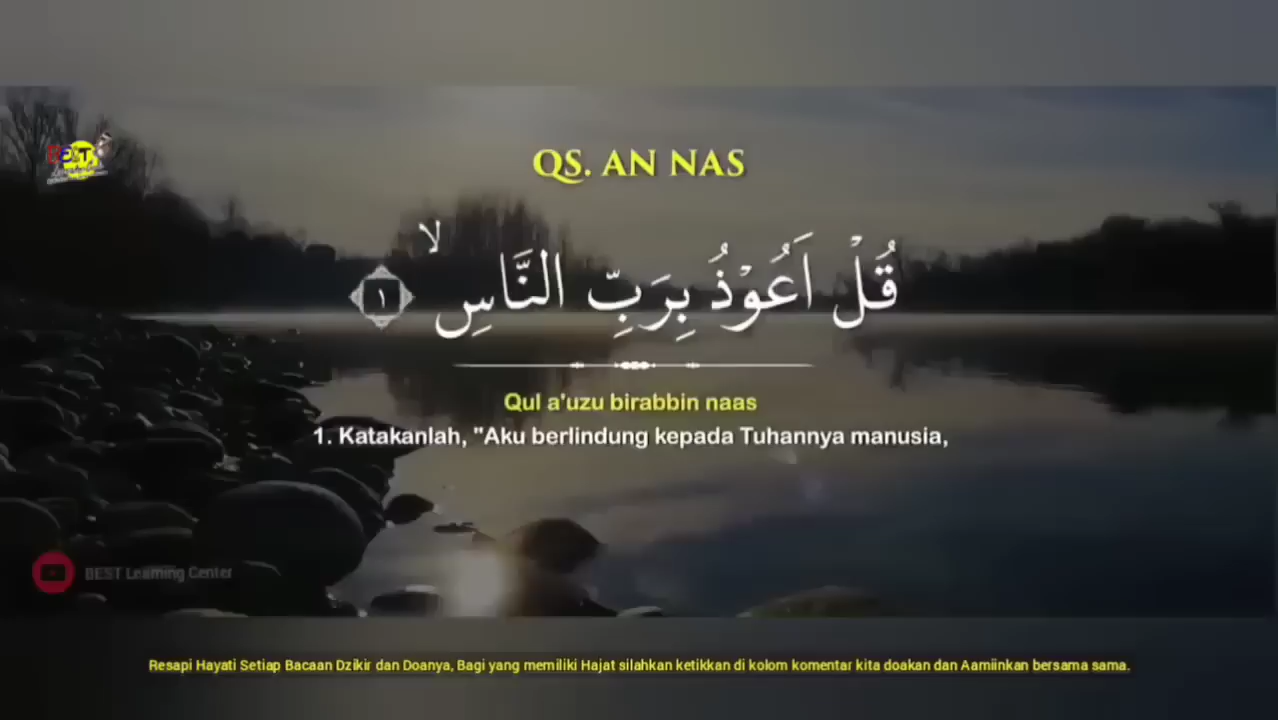 QS. AN NAS
قُلْ اَعُوْذُ بِرَبِّ النَّاسِۙ ١
Qul a'uzu birabbin naas
1. Katakanlah, "Aku berlindung kepada Tuhannya manusia,
BEST Learning Center
Resapi Hayati Setiap Bacaan Dzikir dan Doanya, Bagi yang memiliki Hajat silahkan ketikkan di kolom komentar kita doakan dan Aamiinkan bersama sama.